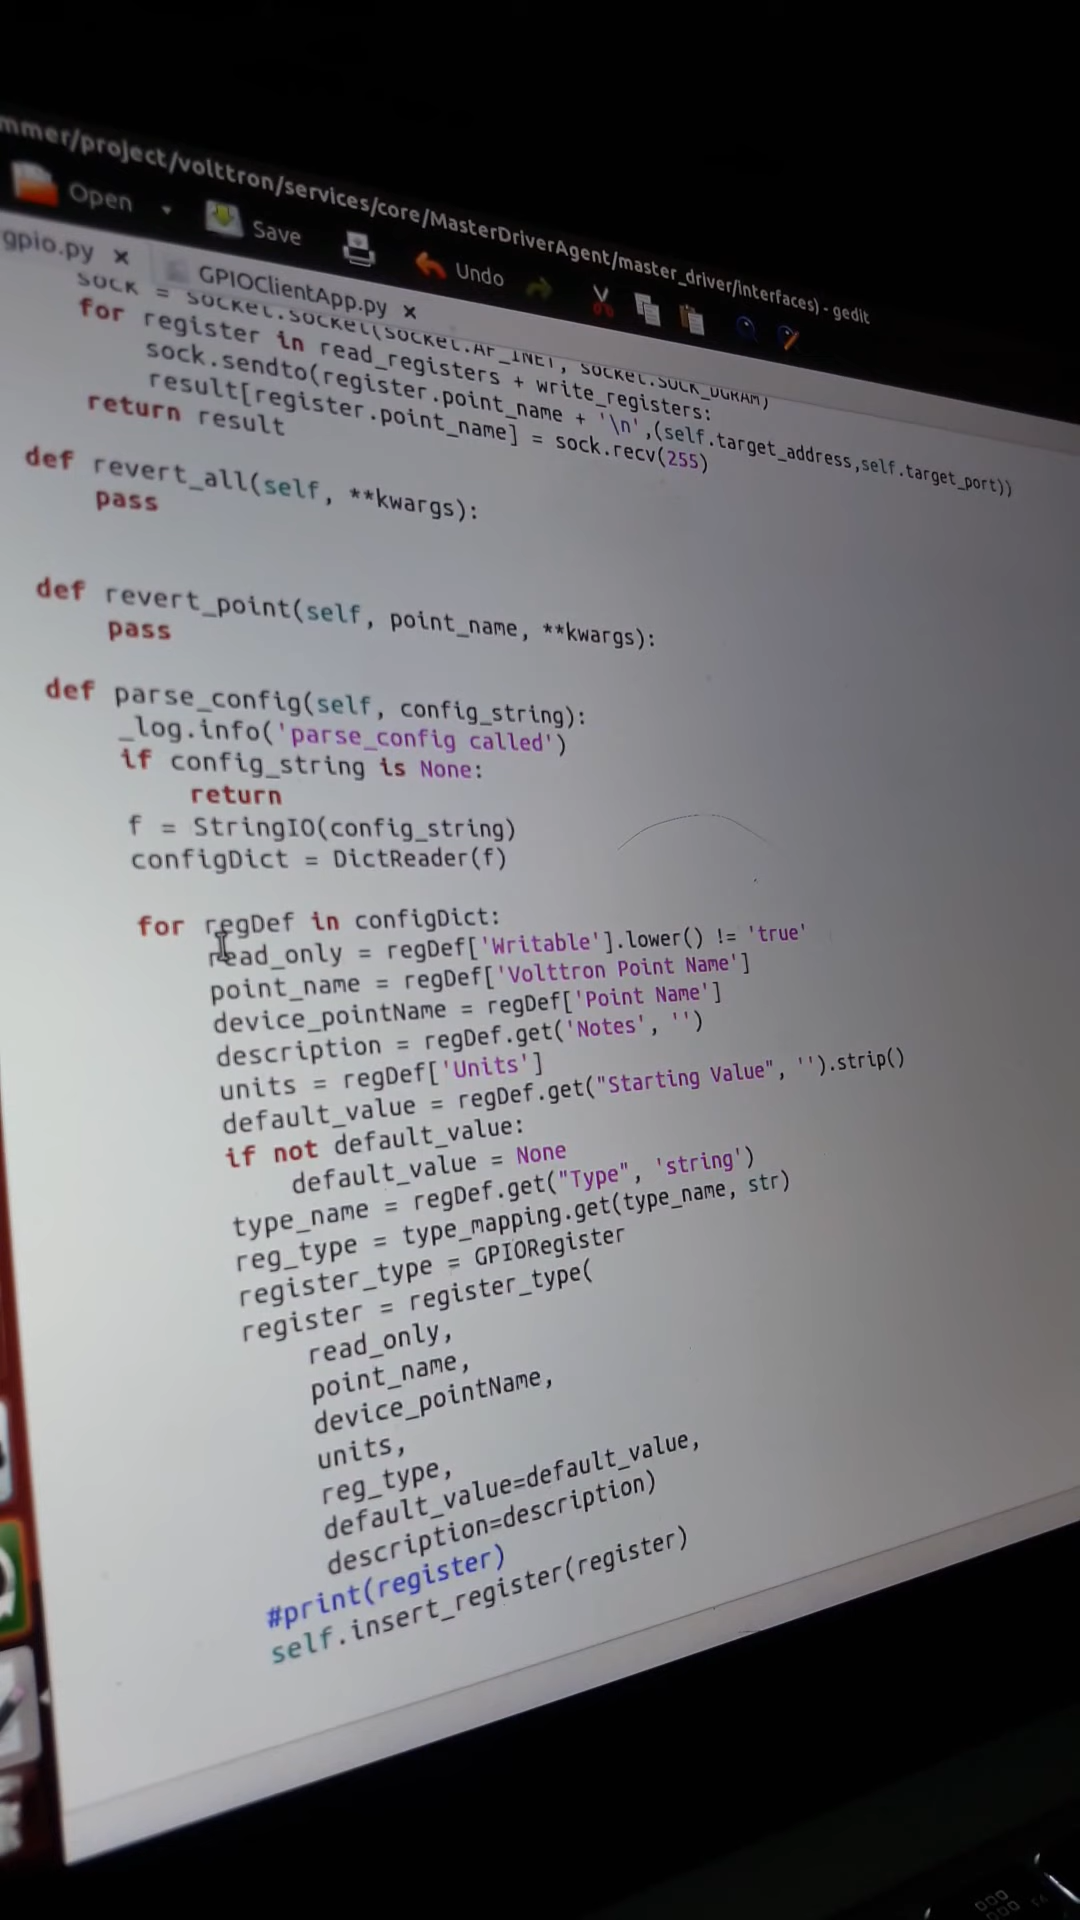 mmer/project/volttron/services/core/MasterDriverAgent/master_driver/interfaces) - gedit
Open Save Undo
gpio.py × GPIOClientApp.py ×
sock = socket.socket(socket.AF_INET, socket.SOCK_DGRAM)
for register in read_registers + write_registers:
sock.sendto(register.point_name + '\n',(self.target_address,self.target_port))
result[register.point_name] = sock.recv(255)
return result
def revert_all(self, **kwargs):
pass
def revert_point(self, point_name, **kwargs):
pass
def parse_config(self, config_string):
_log.info('parse_config called')
if config_string is None:
return
f = StringIO(config_string)
configDict = DictReader(f)
for regDef in configDict:
read_only = regDef['Writable'].lower() != 'true'
point_name = regDef['Volttron Point Name']
device_pointName = regDef['Point Name']
description = regDef.get('Notes', '')
units = regDef['Units']
default_value = regDef.get("Starting Value", '').strip()
if not default_value:
default_value = None
type_name = regDef.get("Type", 'string')
reg_type = type_mapping.get(type_name, str)
register_type = GPIORegister
register = register_type(
read_only,
point_name,
device_pointName,
units,
reg_type,
default_value=default_value,
description=description)
#print(register)
self.insert_register(register)